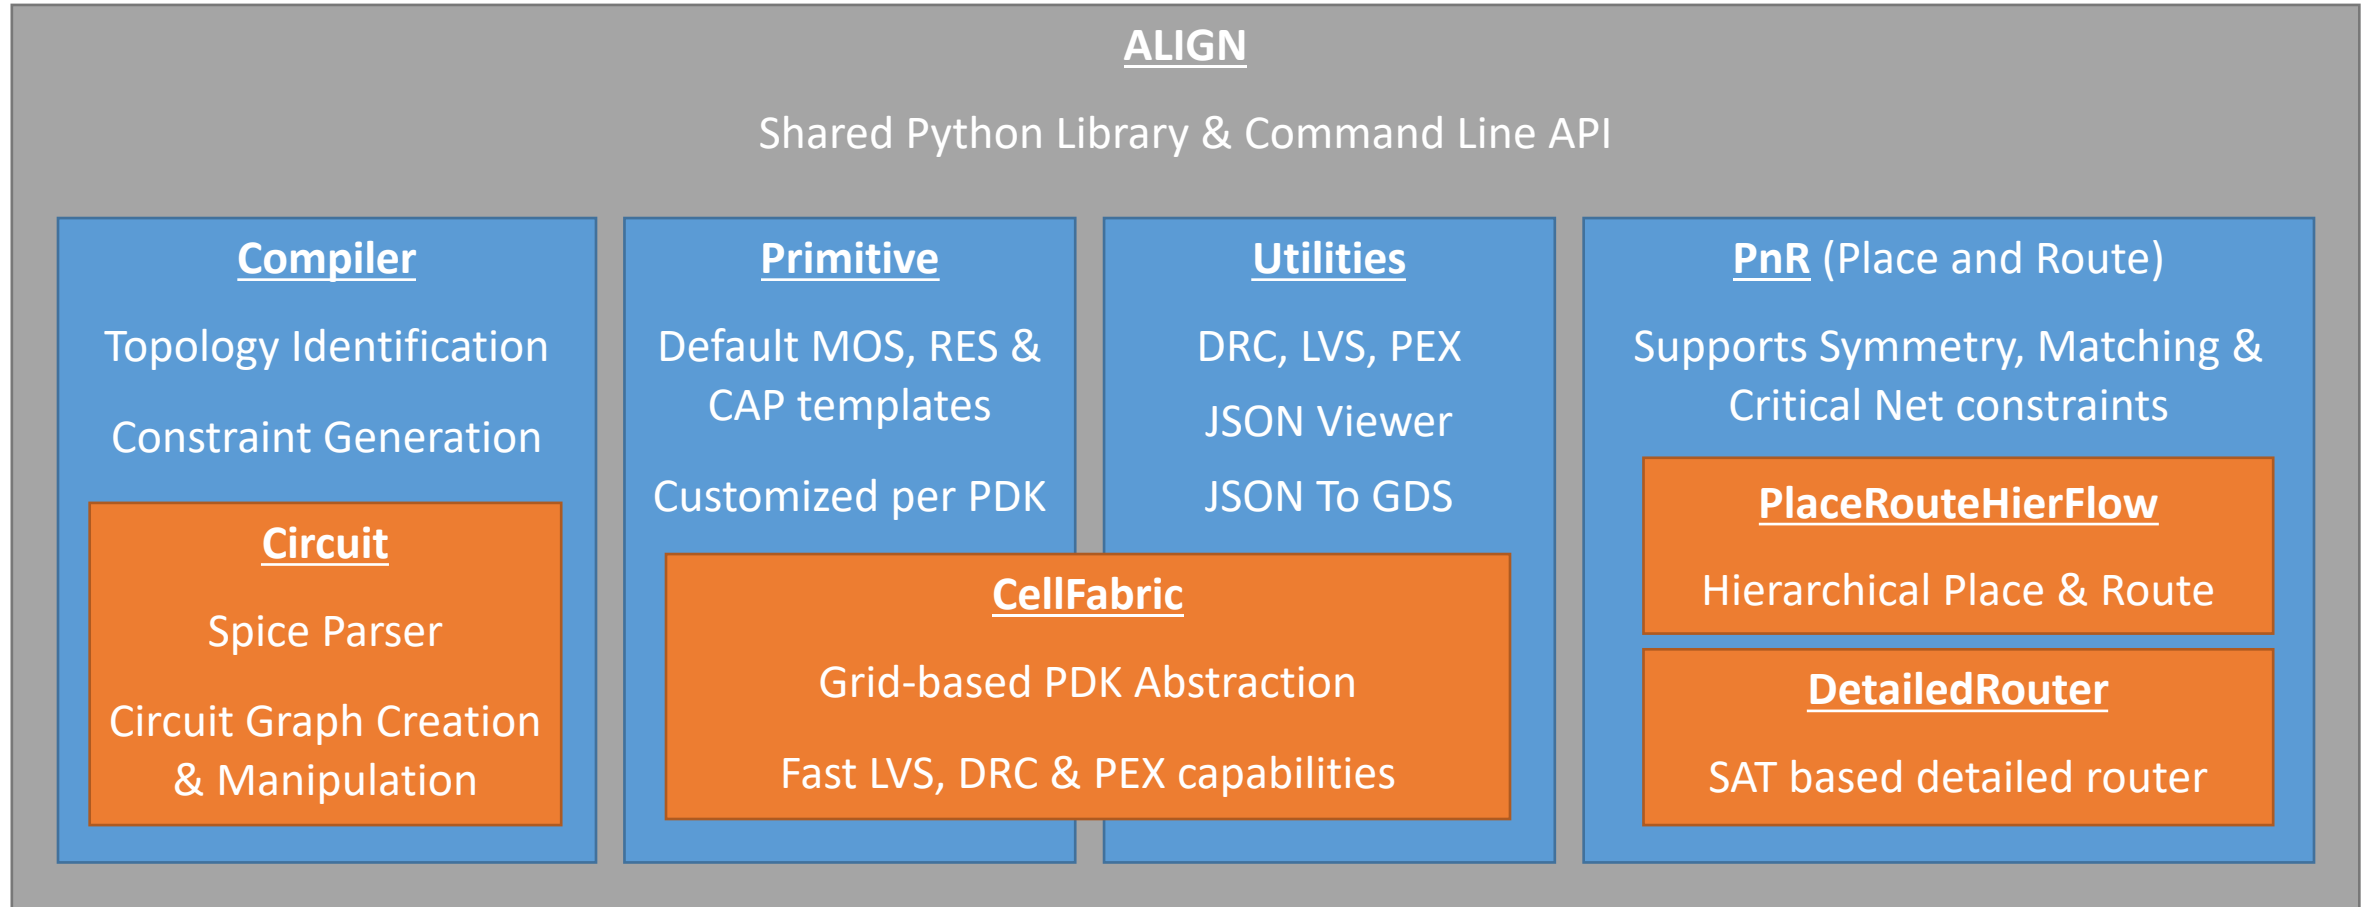 ALIGN
Shared Python Library & Command Line API
Compiler
Topology Identification
Constraint Generation
Circuit
Spice Parser
Circuit Graph Creation
& Manipulation
Primitive
Default MOS, RES &
CAP templates
Customized per PDK
Utilities
DRC, LVS, PEX
JSON Viewer
JSON To GDS
CellFabric
Grid-based PDK Abstraction
Fast LVS, DRC & PEX capabilities
PnR (Place and Route)
Supports Symmetry, Matching &
Critical Net constraints
PlaceRouteHierFlow
Hierarchical Place & Route
DetailedRouter
SAT based detailed router